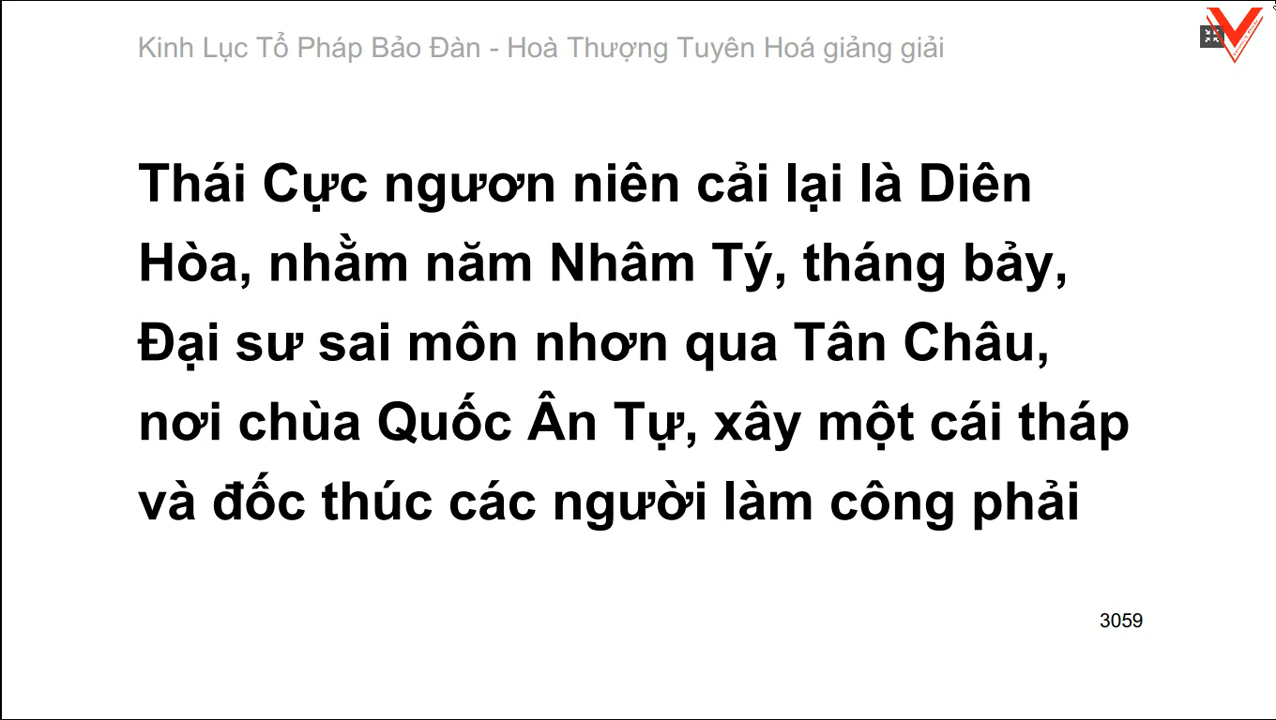 Kinh Lục Tổ Pháp Bảo Đàn - Hoà Thượng Tuyên Hoá giảng giải
Thái Cực ngươn niên cải lại là Diên
Hòa, nhằm năm Nhâm Tý, tháng bảy,
Đại sư sai môn nhơn qua Tân Châu,
nơi chùa Quốc Ân Tự, xây một cái tháp
và đốc thúc các người làm công phải
3059